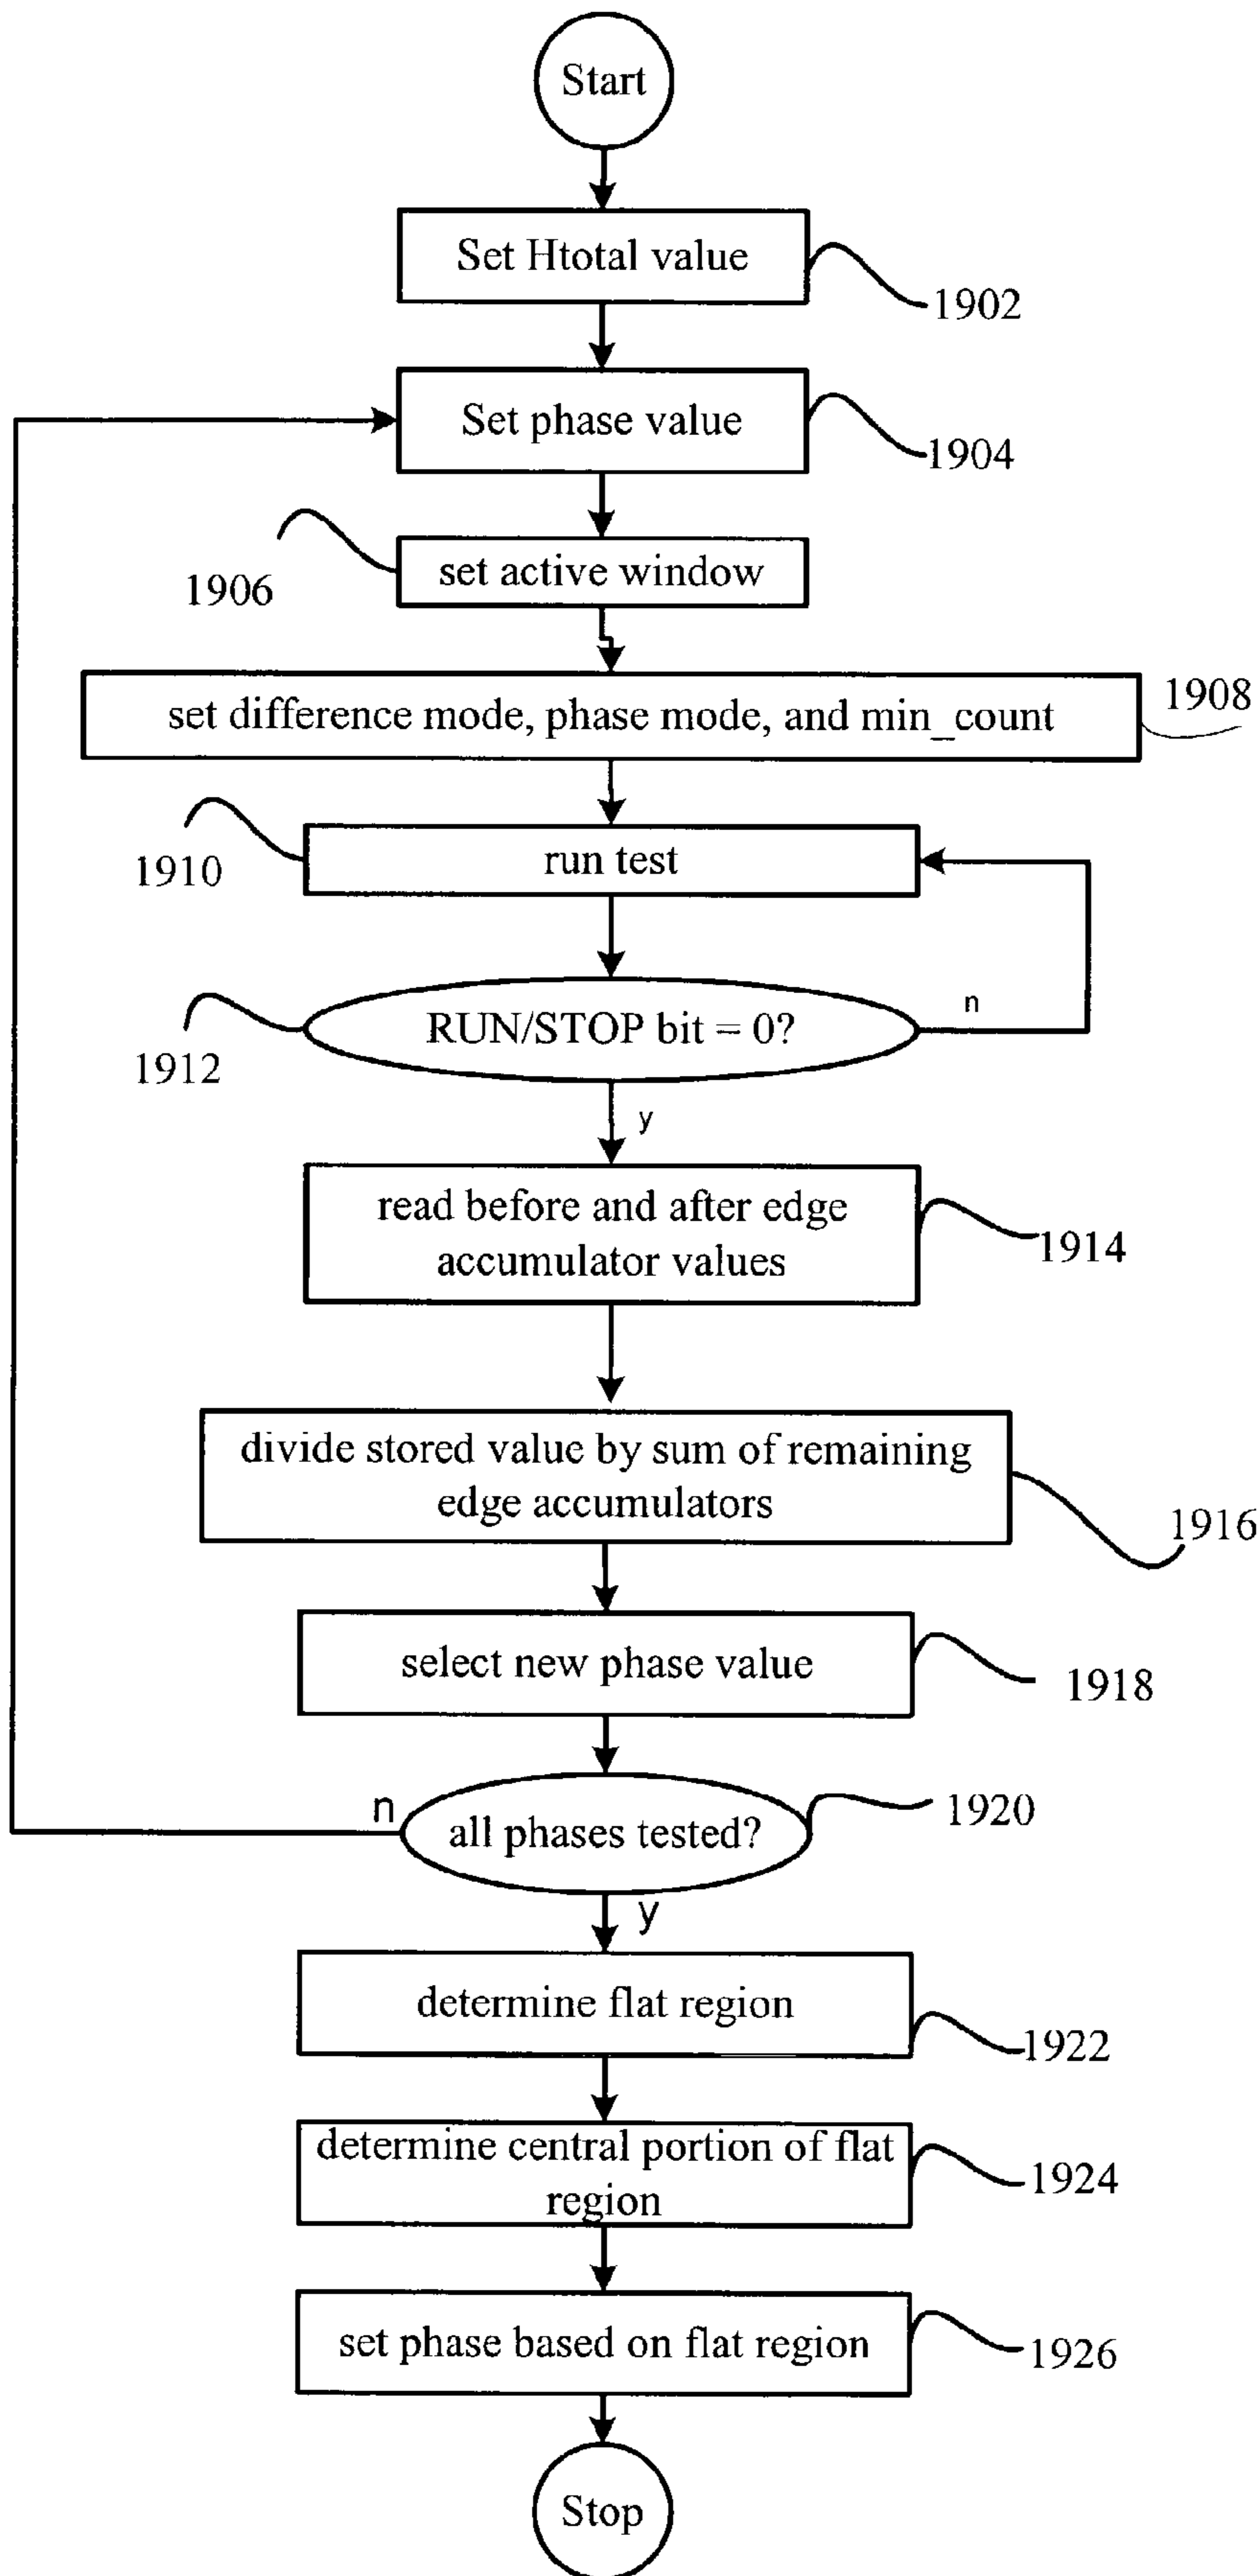 Start
Set Htotal value
1902
Set phase value
1904
set active window
1906
set difference mode, phase mode, and min_count
1908
run test
1910
RUN/STOP bit = 0?
n
1912
y
read before and after edge
accumulator values
1914
divide stored value by sum of remaining
edge accumulators
1916
select new phase value
1918
n
all phases tested?
1920
y
determine flat region
1922
determine central portion of flat
region
1924
set phase based on flat region
1926
Stop